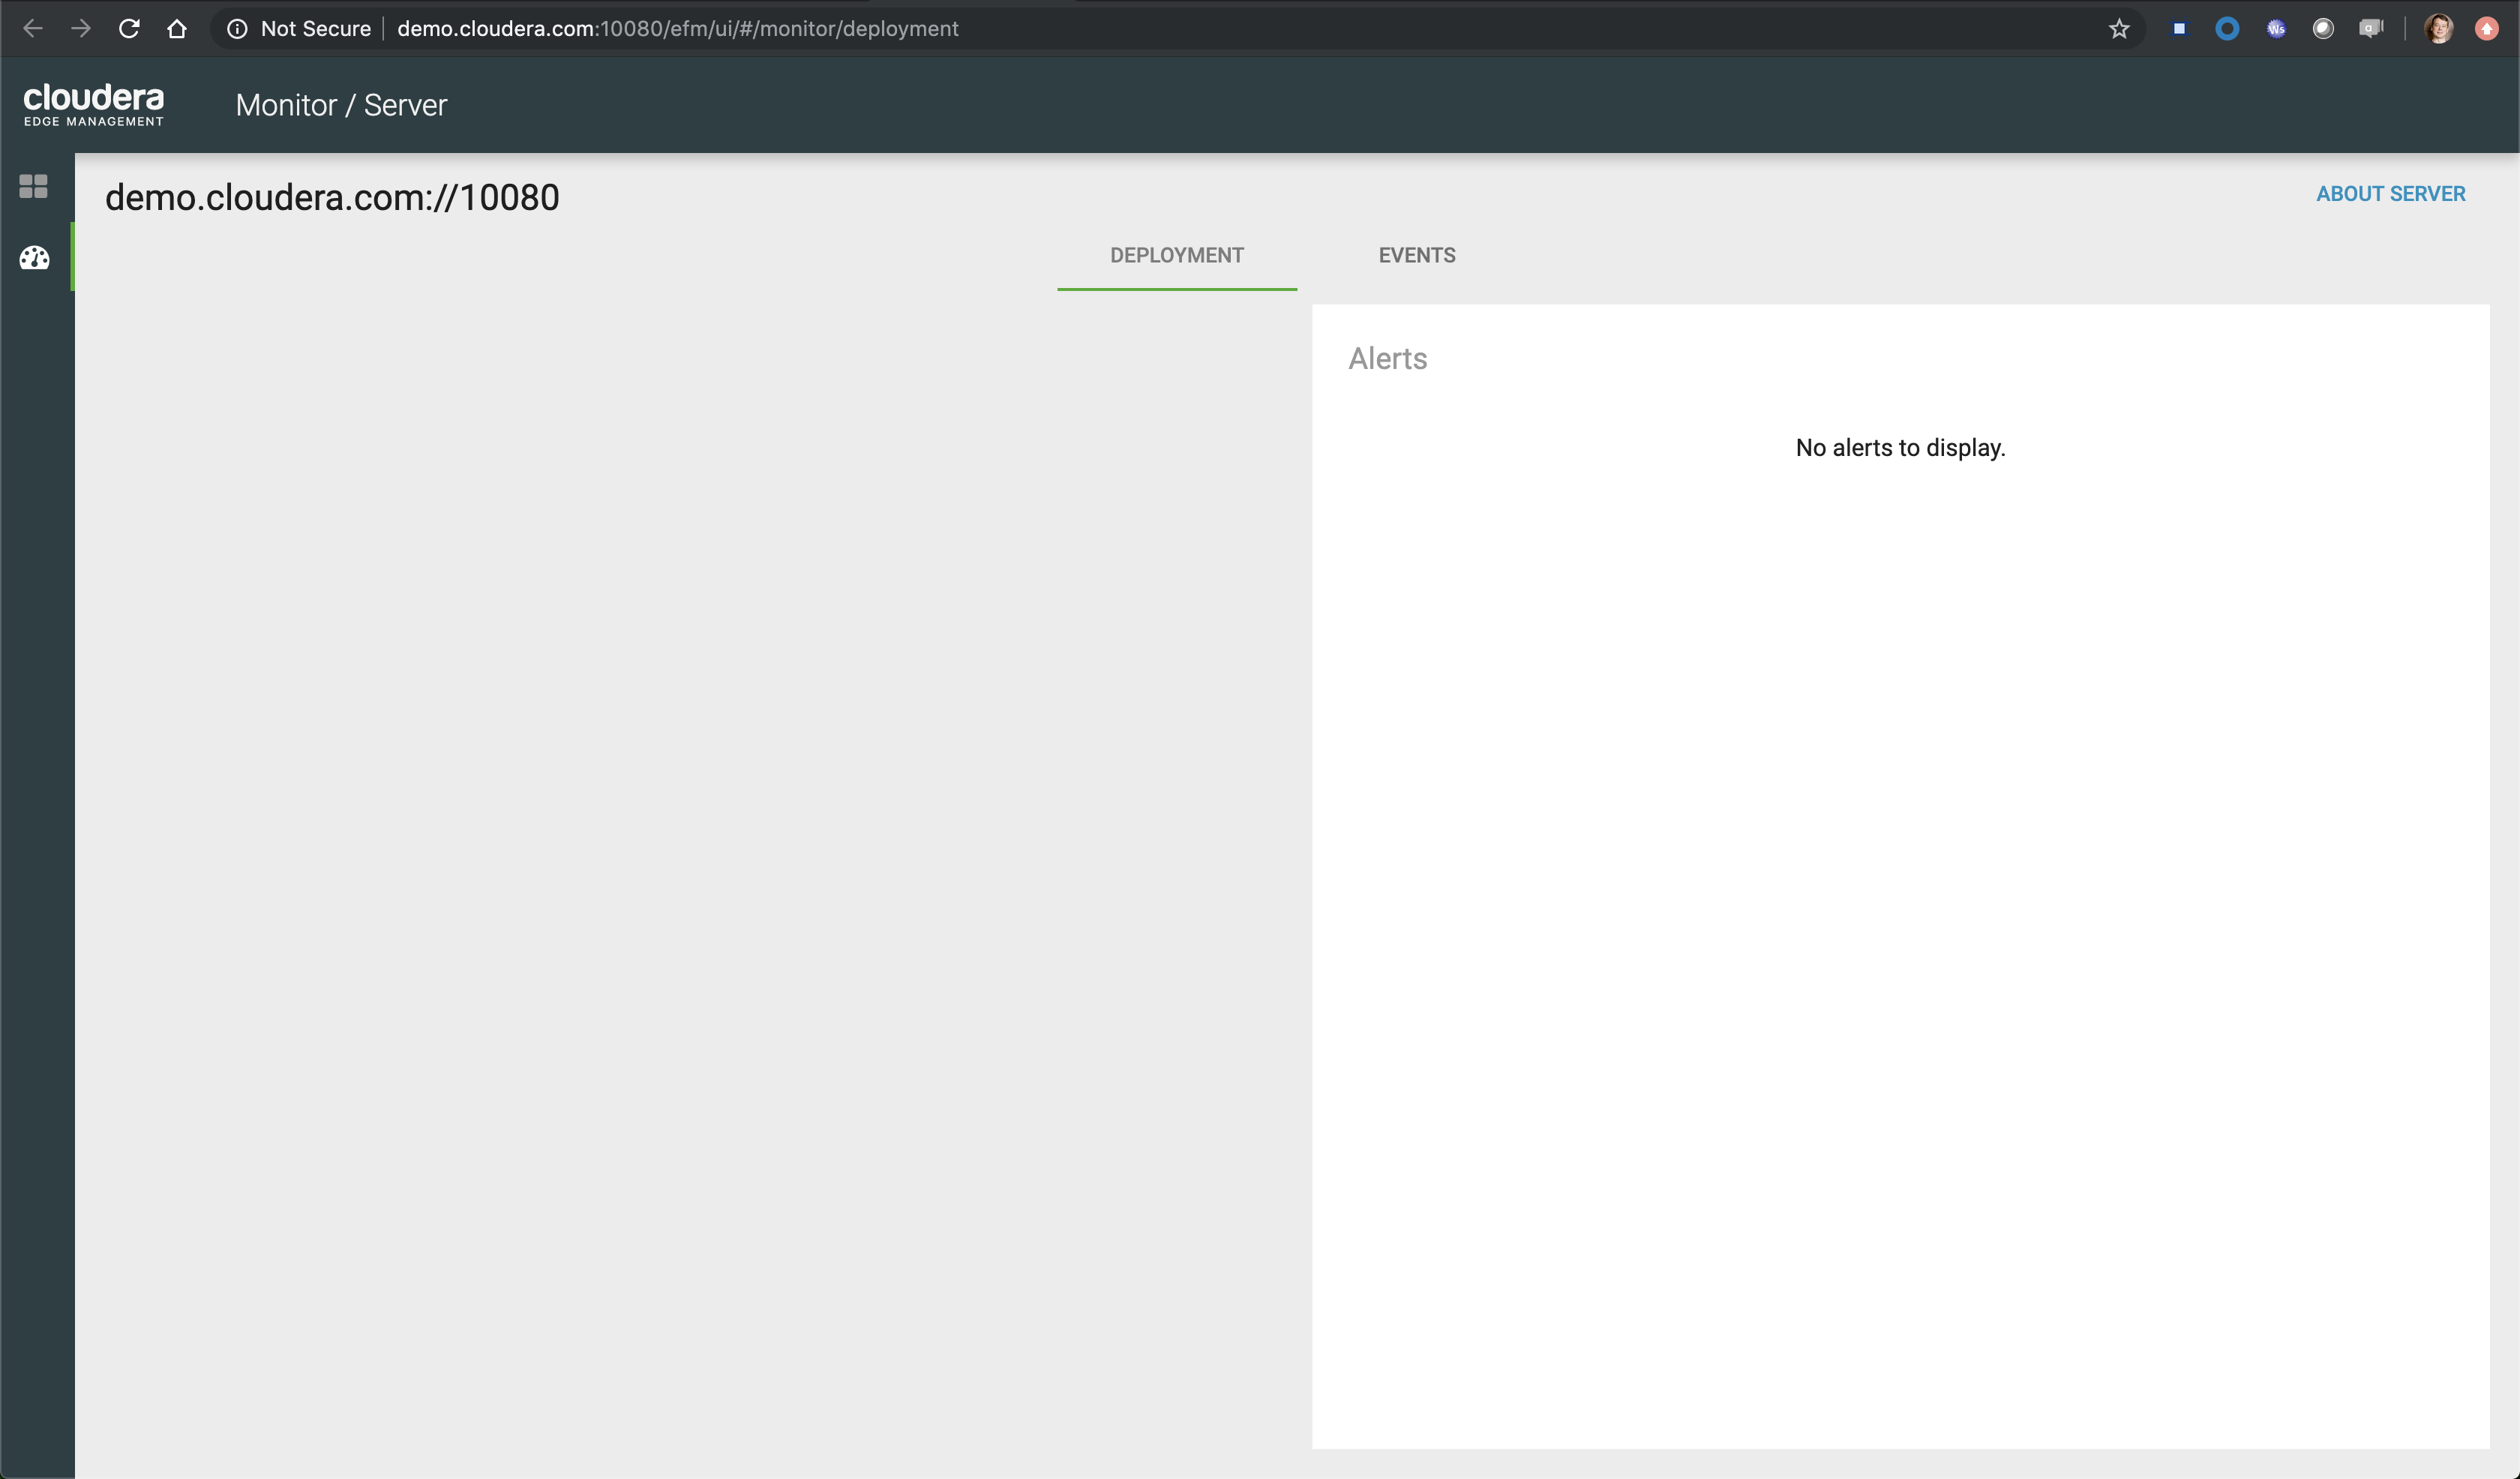 Not Secure demo.cloudera.com:10080/efm/ui/#/monitor/deployment
Ws
cloudera
EDGE MANAGEMENT
Monitor / Server
demo.cloudera.com://10080
ABOUT SERVER
DEPLOYMENT EVENTS
Alerts
No alerts to display.